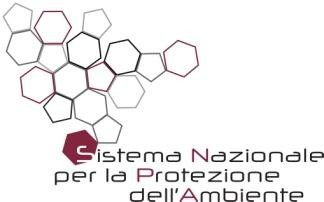 Sistema Nazionale
per la Protezione
dell'Ambiente